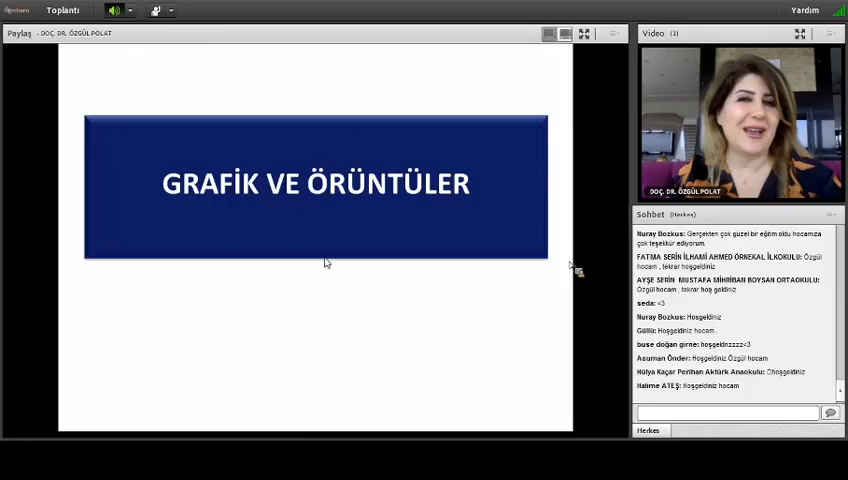 Öğretmen Toplantı Yardım
Paylaş - DOÇ. DR. ÖZGÜL POLAT
GRAFİK VE ÖRÜNTÜLER
Video (1)
DOÇ. DR. ÖZGÜL POLAT
Sohbet (Herkes)
Nuray Bozkus: Gerçekten çok güzel bir eğitim oldu hocamıza
çok teşekkür ediyorum.
FATMA SERİN İLHAMİ AHMED ÖRNEKAL İLKOKULU: Özgül
hocam , tekrar hoşgeldiniz
AYŞE SERİN MUSTAFA MİHRİBAN BOYSAN ORTAOKULU:
Özgül hocam , tekrar hoş geldiniz
seda: <3
Nuray Bozkus: Hosgeldiniz
Güllü: Hoşgeldiniz hocam .
buse doğan girne: hoşgeldnzzzz<3
Asuman Önder: Hoşgeldiniz Özgül hocam
Hülya Kaçar Perihan Aktürk Anaokulu: Hoşgeldiniz
Halime ATEŞ: Hoşgeldiniz hocam
Herkes